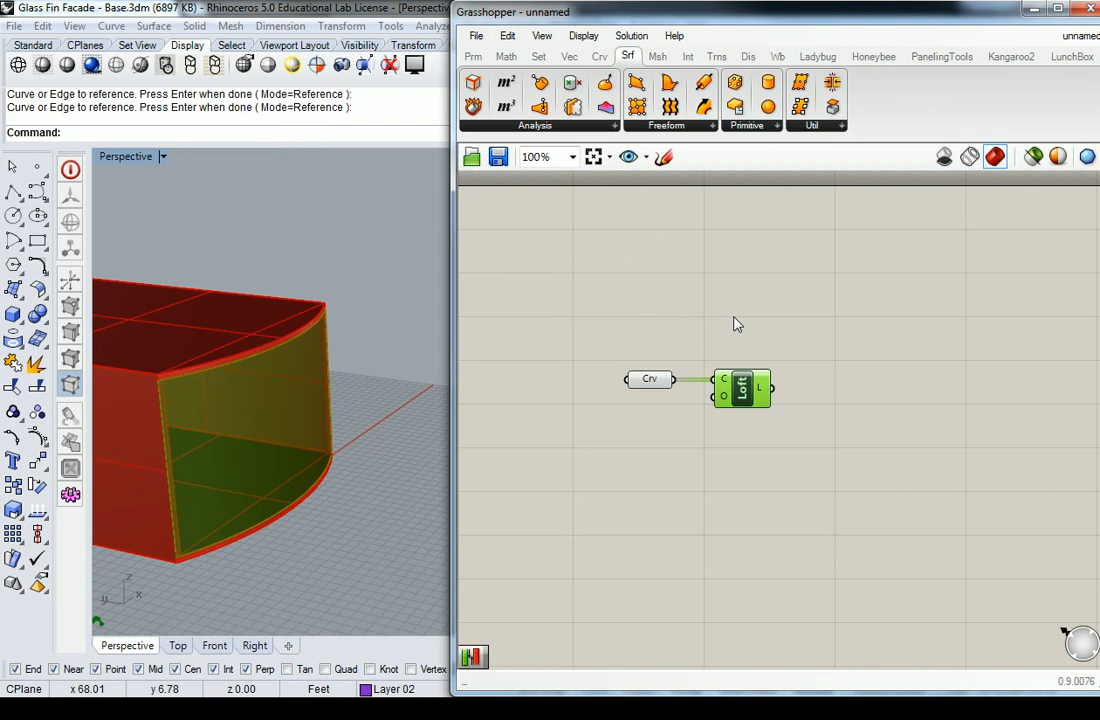 Glass Fin Facade - Base.3dm (6897 KB) - Rhinoceros 5.0 Educational Lab License - [Perspective
File Edit View Curve Surface Solid Mesh Dimension Transform Tools Analyze
Standard CPlanes Set View Display Select Viewport Layout Visibility Transform
Curve or Edge to reference. Press Enter when done ( Mode=Reference ):
Curve or Edge to reference. Press Enter when done ( Mode=Reference ):
Command:
Perspective
z
y
x
Perspective Top Front Right
End Near Point Mid Cen Int Perp Tan Quad Knot Vertex
CPlane x 68.01 y 6.78 z 0.00 Feet Layer 02
Grasshopper - unnamed
File Edit View Display Solution Help unnamed
Prm Math Set Vec Crv Srf Msh Int Trns Dis Wb Ladybug Honeybee PanelingTools Kangaroo2 LunchBox
m²
m³
Analysis Freeform Primitive Util
100%
Crv
C
O
Loft
L
0.9.0076